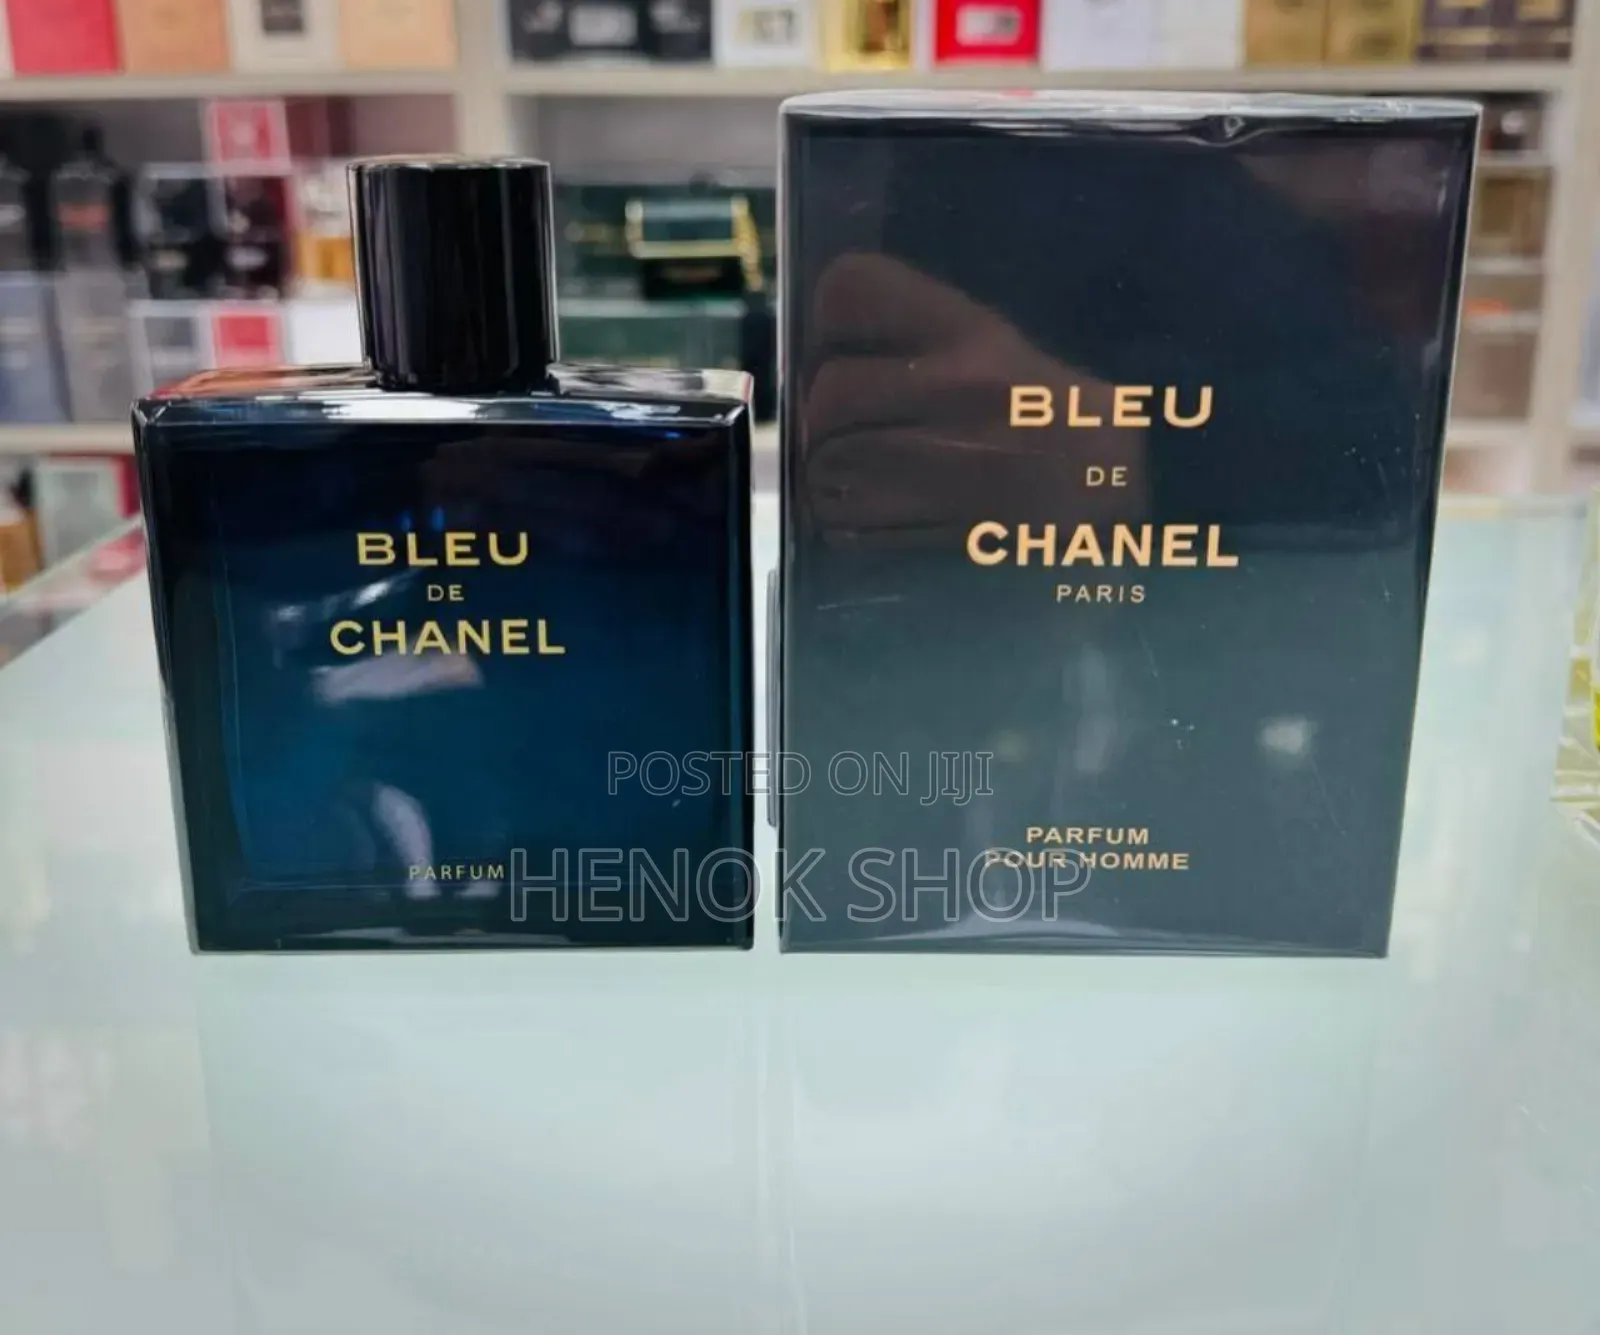 BLEU
DE
CHANEL
PARFUM
BLEU
DE
CHANEL
PARIS
PARFUM
POUR HOMME
POSTED ON JIJI
HENOK SHOP